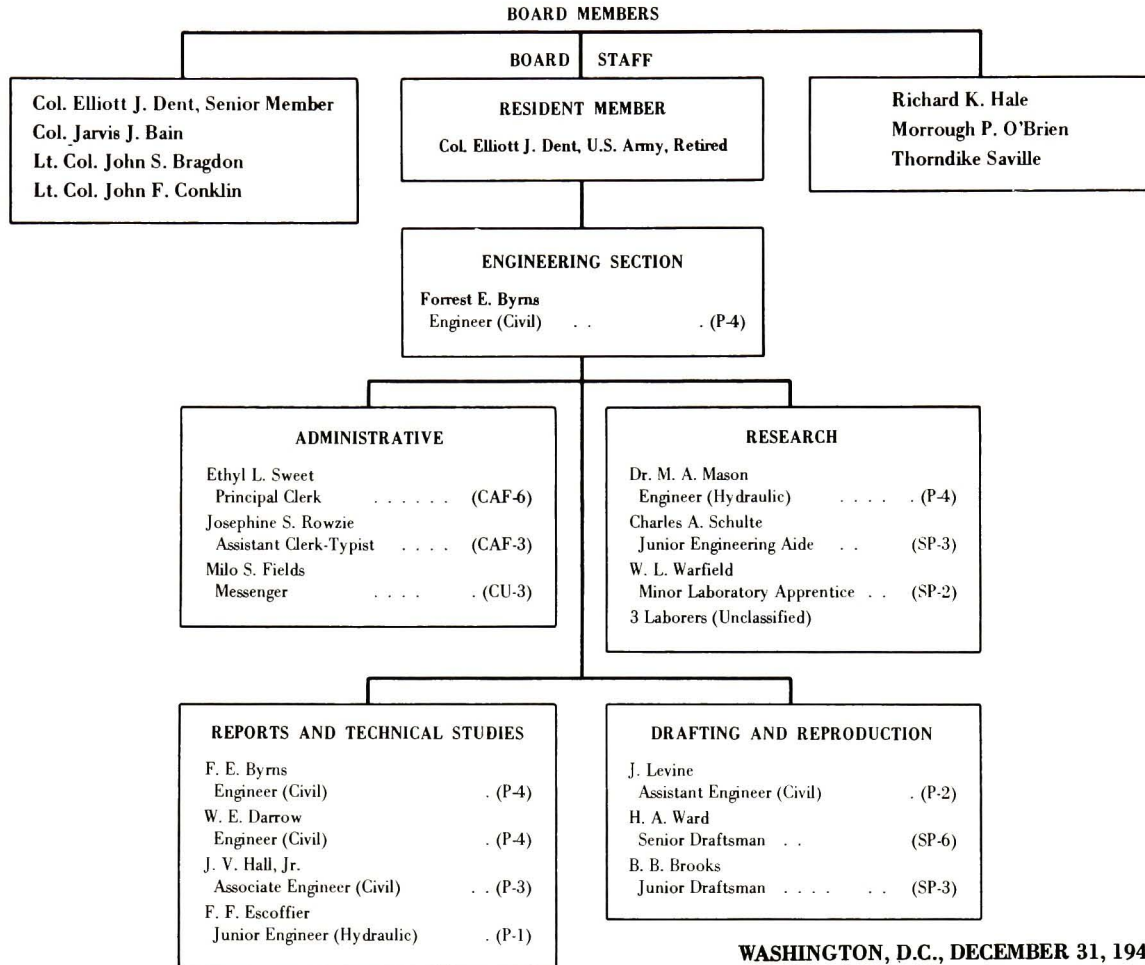 BOARD MEMBERS
BOARD STAFF
Col. Elliott J. Dent, Senior Member
Col. Jarvis J. Bain
Lt. Col. John S. Bragdon
Lt. Col. John F. Conklin
RESIDENT MEMBER
Col. Elliott J. Dent, U.S. Army, Retired
Richard K. Hale
Morrough P. O'Brien
Thorndike Saville
ENGINEERING SECTION
Forrest E. Byrns
Engineer (Civil) . . . (P-4)
ADMINISTRATIVE
Ethyl L. Sweet
Principal Clerk . . . . . . (CAF-6)
Josephine S. Rowzie
Assistant Clerk-Typist . . . . (CAF-3)
Milo S. Fields
Messenger . . . . . (CU-3)
RESEARCH
Dr. M. A. Mason
Engineer (Hydraulic) . . . . . (P-4)
Charles A. Schulte
Junior Engineering Aide . . (SP-3)
W. L. Warfield
Minor Laboratory Apprentice . . (SP-2)
3 Laborers (Unclassified)
REPORTS AND TECHNICAL STUDIES
F. E. Byrns
Engineer (Civil) . (P-4)
W. E. Darrow
Engineer (Civil) . (P-4)
J. V. Hall, Jr.
Associate Engineer (Civil) . . (P-3)
F. F. Escoffier
Junior Engineer (Hydraulic) . (P-1)
DRAFTING AND REPRODUCTION
J. Levine
Assistant Engineer (Civil) . (P-2)
H. A. Ward
Senior Draftsman . . (SP-6)
B. B. Brooks
Junior Draftsman . . . . . . (SP-3)
WASHINGTON, D.C., DECEMBER 31, 194